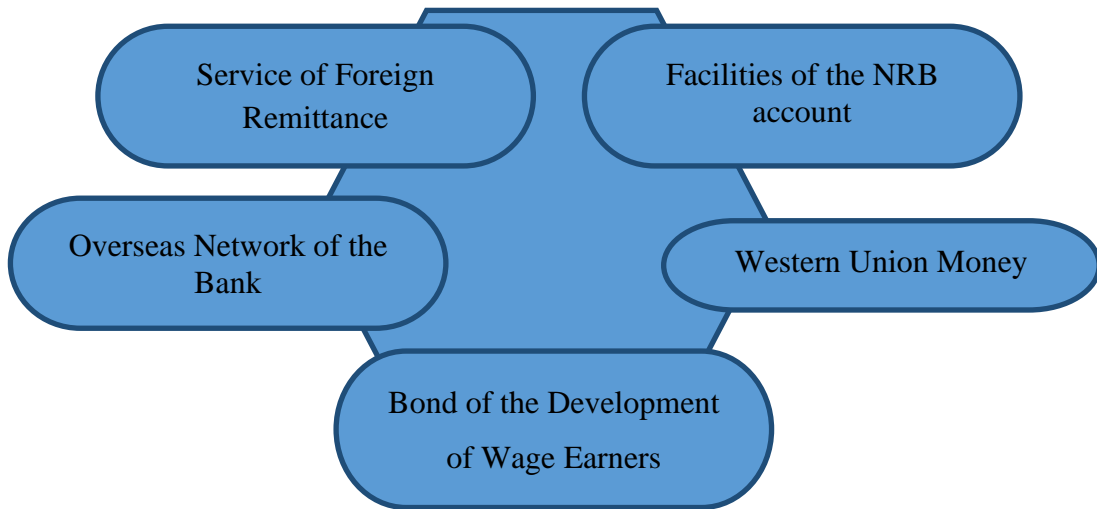 Service of Foreign
Remittance
Facilities of the NRB
account
Overseas Network of the
Bank
Western Union Money
Bond of the Development
of Wage Earners